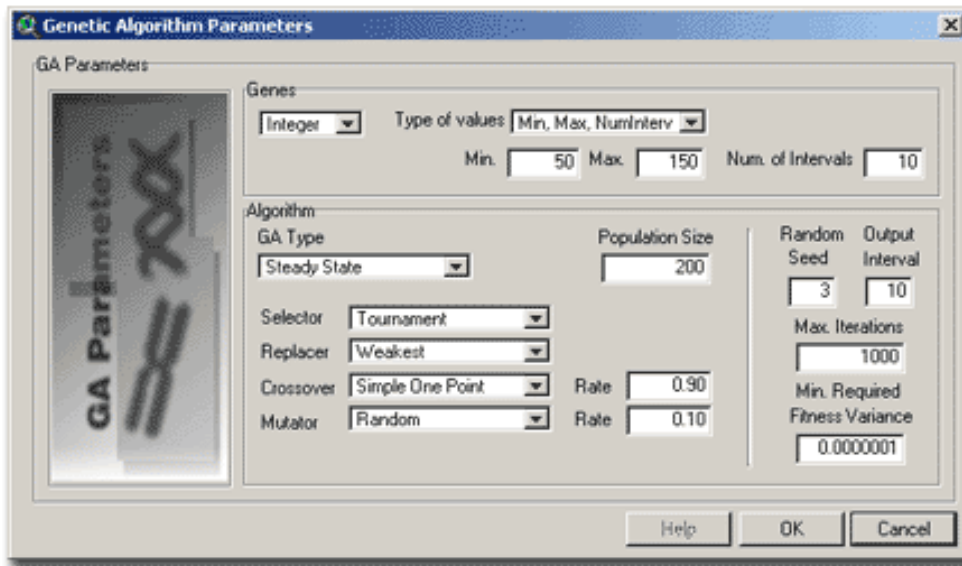 Genetic Algorithm Parameters
GA Parameters
GA Parameters
Genes
Integer Type of values Min, Max, NumInterv
Min. 50 Max. 150 Num. of Intervals 10
Algorithm
GA Type
Steady State
Population Size
200
Selector Tournament
Replacer Weakest
Crossover Simple One Point Rate 0.90
Mutator Random Rate 0.10
Random Seed
3
Output Interval
10
Max. Iterations
1000
Min. Required
Fitness Variance
0.0000001
Help OK Cancel